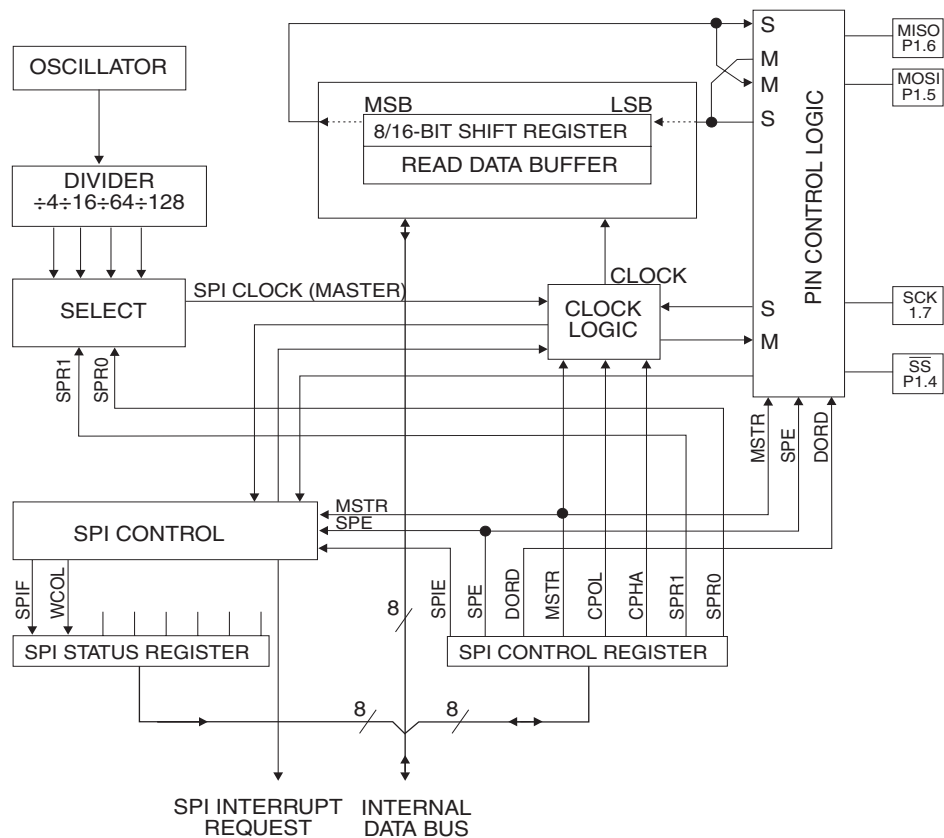 OSCILLATOR
DIVIDER
÷4÷16÷64÷128
SELECT
SPI CLOCK (MASTER)
SPR1
SPR0
MSB
LSB
8/16-BIT SHIFT REGISTER
READ DATA BUFFER
CLOCK
CLOCK
LOGIC
S
M
M
S
S
M
PIN CONTROL LOGIC
MISO
P1.6
MOSI
P1.5
SCK
1.7
SS
P1.4
MSTR
SPE
DORD
SPI CONTROL
MSTR
SPE
SPIF
WCOL
SPI STATUS REGISTER
8
SPIE
SPE
DORD
MSTR
CPOL
CPHA
SPR1
SPR0
SPI CONTROL REGISTER
8
8
SPI INTERRUPT
REQUEST
INTERNAL
DATA BUS